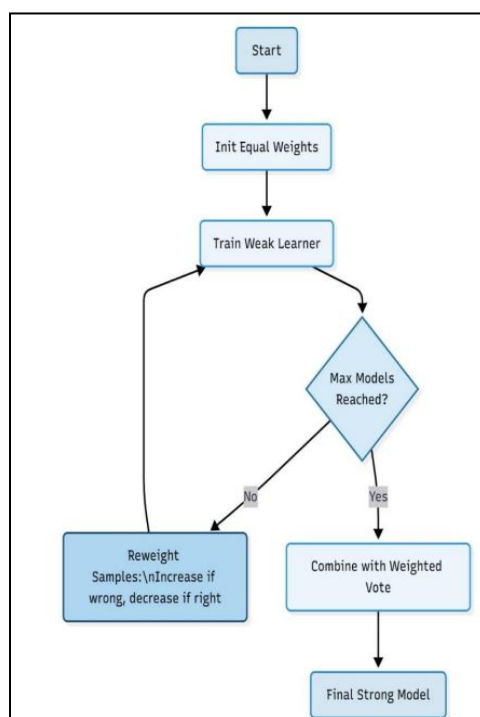 Start
Init Equal Weights
Train Weak Learner
Max Models
Reached?
No
Yes
Reweight
Samples:\nIncrease if
wrong, decrease if right
Combine with Weighted
Vote
Final Strong Model